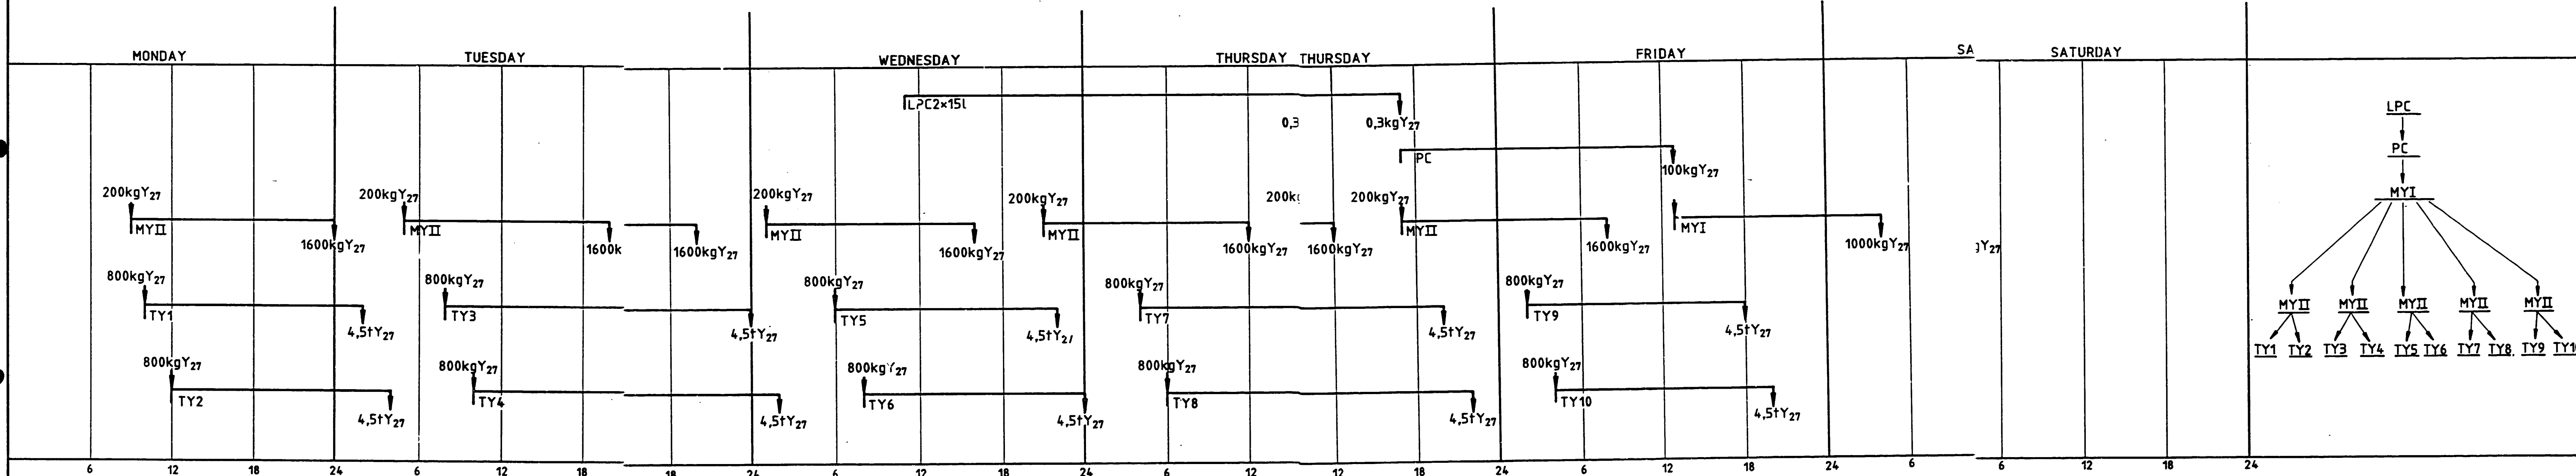 MONDAY TUESDAY WEDNESDAY THURSDAY THURSDAY FRIDAY SA SATURDAY
LPC2×15l
0,3 0,3kgY27
LPC
PC 100kgY27
PC
200kgY27 200kgY27 200kgY27 200kgY27 200k 200kgY27
MYI
MYII MYII MYII MYII MYII MYI
1600kgY27 1600k 1600kgY27 1600kgY27 1600kgY27 1600kgY27 1600kgY27 1000kgY27 gY27
800kgY27 800kgY27 800kgY27 800kgY27 800kgY27
TY1 TY3 TY5 TY7 TY9
4,5tY27 4,5tY27 4,5tY27 4,5tY27 4,5tY27
MYII MYII MYII MYII MYII
TY1 TY2 TY3 TY4 TY5 TY6 TY7 TY8 TY9 TY10
800kgY27 800kgY27 800kgY27 800kgY27 800kgY27
TY2 TY4 TY6 TY8 TY10
4,5tY27 4,5tY27 4,5tY27 4,5tY27 4,5tY27
6 12 18 24 6 12 18 18 24 6 12 18 24 6 12 12 18 24 6 12 18 24 6 6 12 18 24